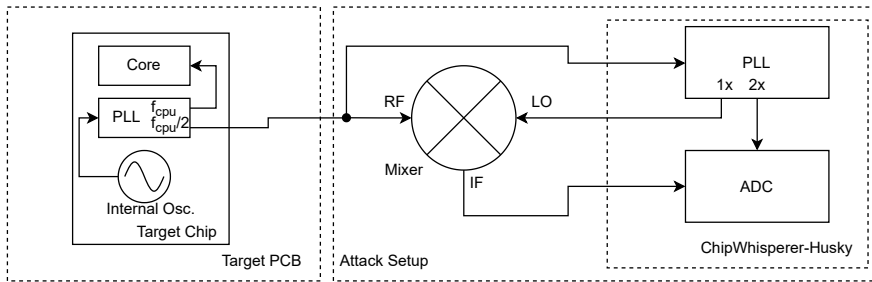 Core
PLL
f_cpu
f_cpu/2
Internal Osc.
Target Chip
Target PCB
RF
LO
Mixer
IF
Attack Setup
PLL
1x 2x
ADC
ChipWhisperer-Husky